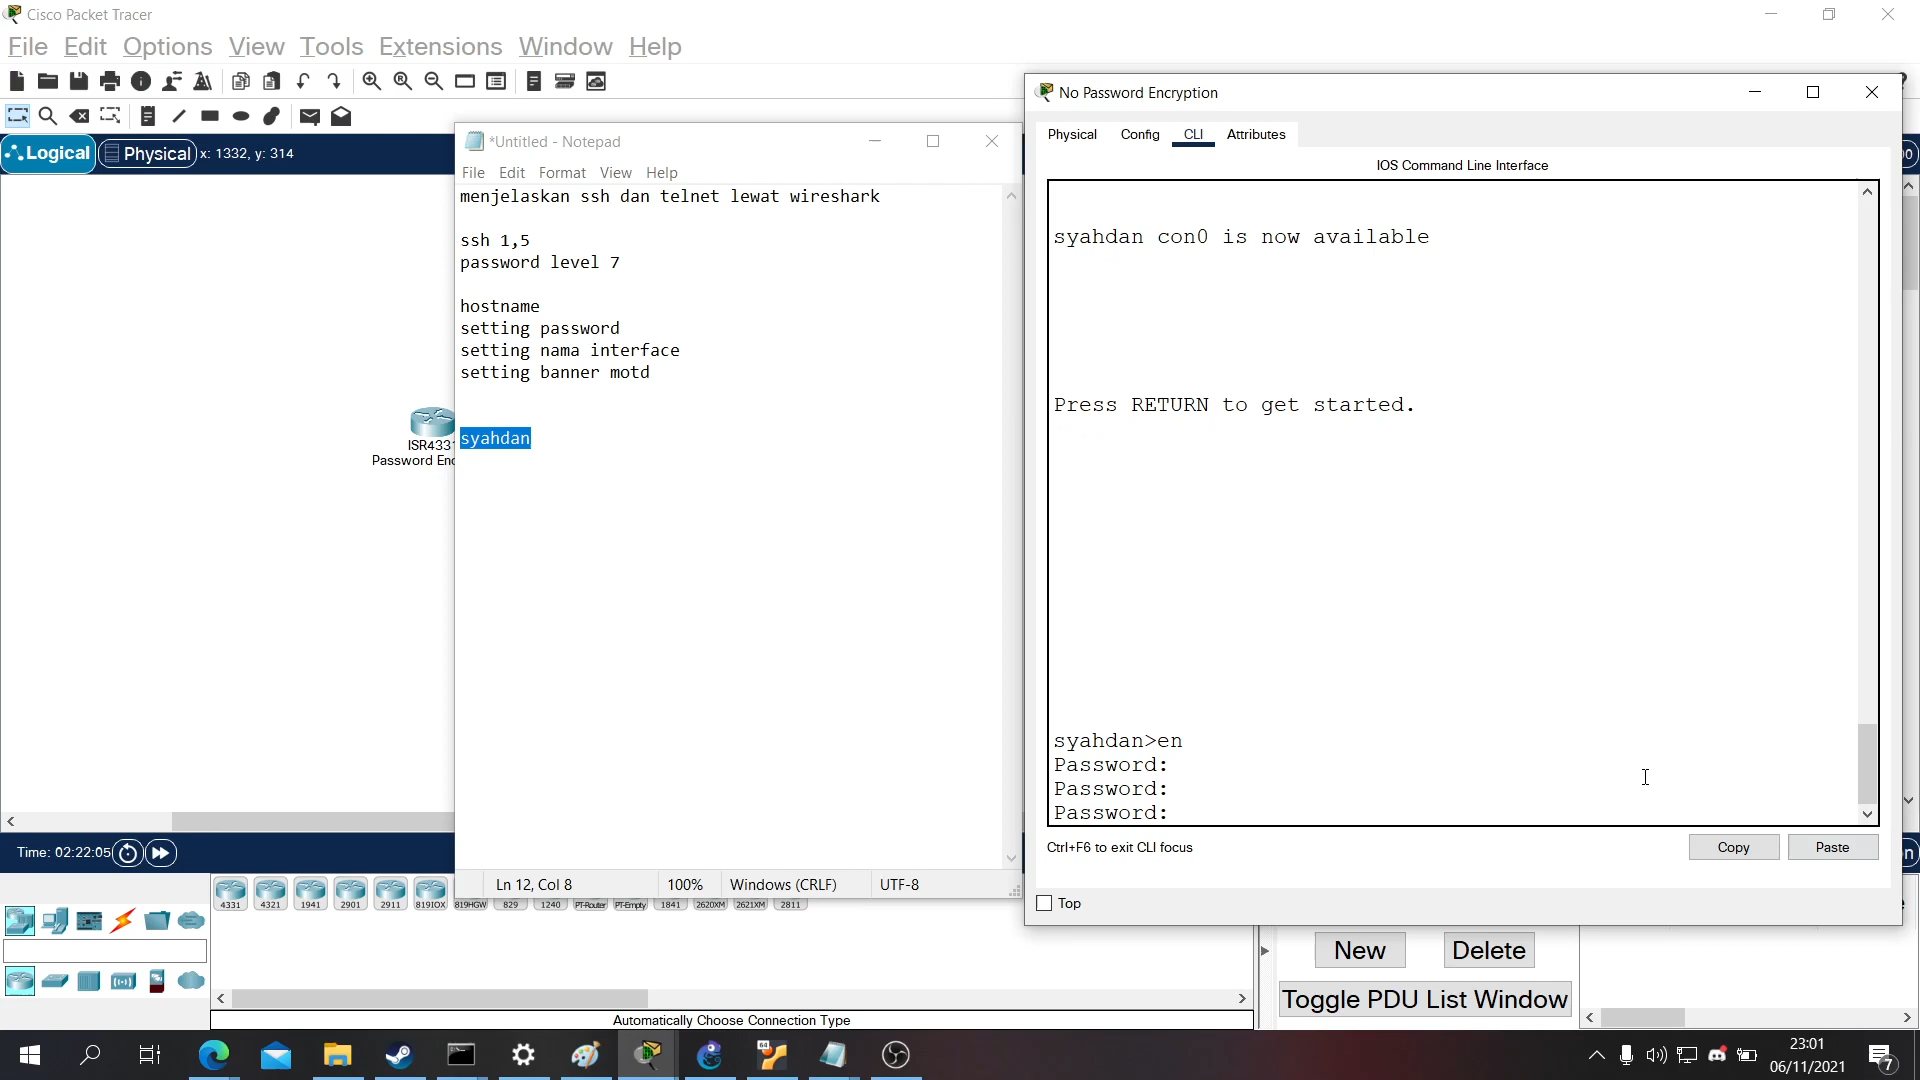 Cisco Packet Tracer
File Edit Options View Tools Extensions Window Help
Logical Physical x: 1332, y: 314
ISR4331
Password Enc
Time: 02:22:05
*Untitled - Notepad
File Edit Format View Help
menjelaskan ssh dan telnet lewat wireshark
ssh 1,5
password level 7
hostname
setting password
setting nama interface
setting banner motd
syahdan
Ln 12, Col 8 100% Windows (CRLF) UTF-8
No Password Encryption
Physical Config CLI Attributes
IOS Command Line Interface
syahdan con0 is now available
Press RETURN to get started.
syahdan>en
Password:
Password:
Password:
Ctrl+F6 to exit CLI focus
Copy Paste
Top
4331 4321 1941 2901 2911 819IOX 819HGW 829 1240 PT-Router PT-Empty 1841 2620XM 2621XM 2811
Automatically Choose Connection Type
New Delete
Toggle PDU List Window
64
23:01
06/11/2021
7